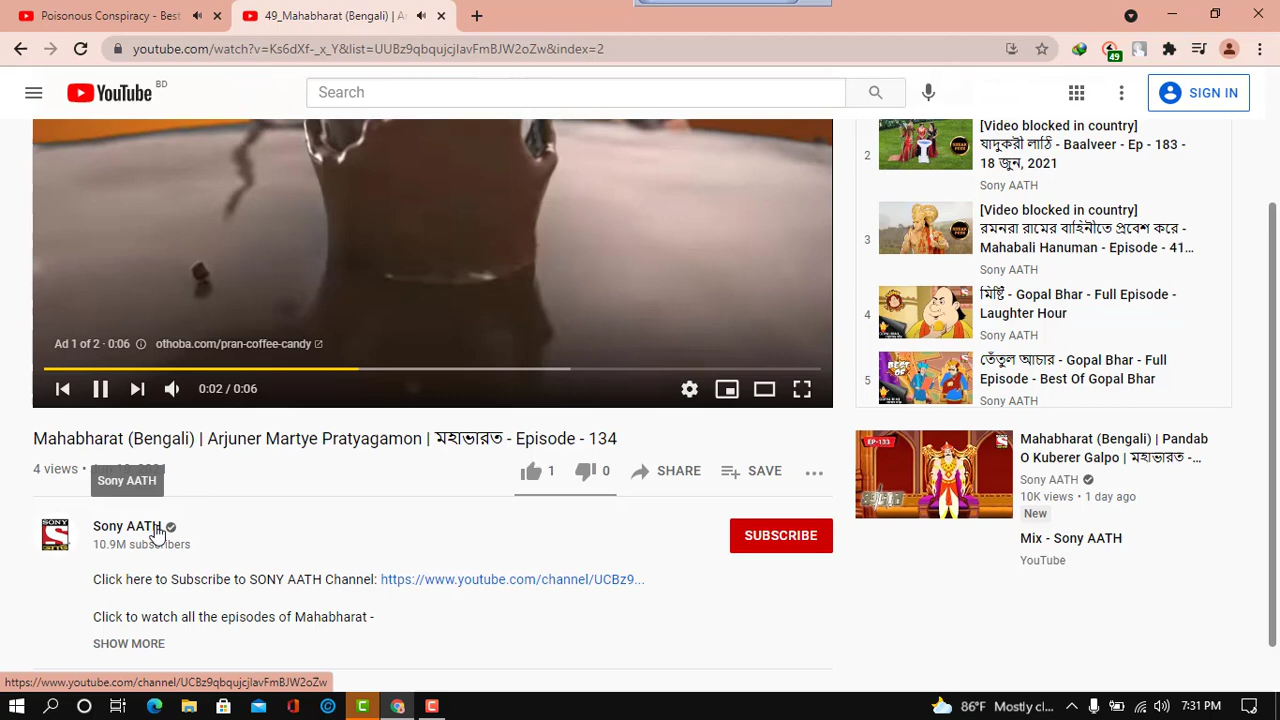 Poisonous Conspiracy - Best
49_Mahabharat (Bengali) | A
youtube.com/watch?v=Ks6dXf-_x_Y&list=UUBz9qbqujcjIavFmBJW2oZw&index=2
49
YouTube BD
Search
SIGN IN
[Video blocked in country]
যাদুকরী লাঠি - Baalveer - Ep - 183 -
18 জুন, 2021
Sony AATH
2
[Video blocked in country]
রমনরা রামের বাহিনীতে প্রবেশ করে -
Mahabali Hanuman - Episode - 41...
Sony AATH
3
মিষ্টি - Gopal Bhar - Full Episode -
Laughter Hour
Sony AATH
4
তেঁতুল আচার - Gopal Bhar - Full
Episode - Best Of Gopal Bhar
Sony AATH
5
BEST OF
Ad 1 of 2 · 0:06 othoba.com/pran-coffee-candy
0:02 / 0:06
Mahabharat (Bengali) | Arjuner Martye Pratyagamon | মহাভারত - Episode - 134
4 views •
Sony AATH
1 0 SHARE SAVE
SONY
Sony AATH
10.9M subscribers
SUBSCRIBE
Click here to Subscribe to SONY AATH Channel: https://www.youtube.com/channel/UCBz9...
Click to watch all the episodes of Mahabharat -
SHOW MORE
EP-133
মহাভারত
Mahabharat (Bengali) | Pandab
O Kuberer Galpo | মহাভারত -...
Sony AATH
10K views • 1 day ago
New
Mix - Sony AATH
YouTube
https://www.youtube.com/channel/UCBz9qbqujcjIavFmBJW2oZw
86°F Mostly cl...
7:31 PM